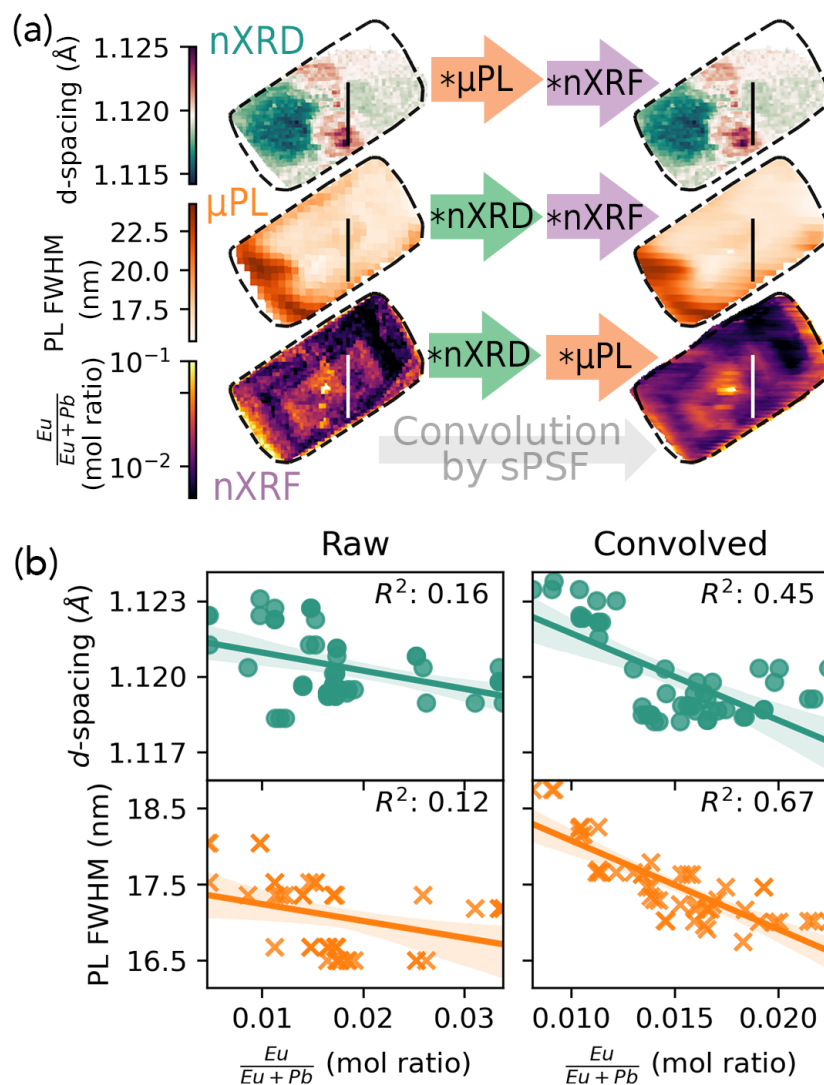 (a)
nXRD
1.125
1.120
1.115
d-spacing (Å)
*μPL
*nXRF
μPL
22.5
20.0
17.5
PL FWHM
(nm)
*nXRD
*nXRF
10⁻¹
10⁻²
Eu
Eu + Pb
(mol ratio)
nXRF
*nXRD
*μPL
Convolution
by sPSF
(b)
Raw
Convolved
1.123
1.120
1.117
d-spacing (Å)
R²: 0.16
R²: 0.45
18.5
17.5
16.5
PL FWHM (nm)
R²: 0.12
R²: 0.67
0.01 0.02 0.03
0.010 0.015 0.020
Eu
Eu + Pb (mol ratio)
Eu
Eu + Pb (mol ratio)